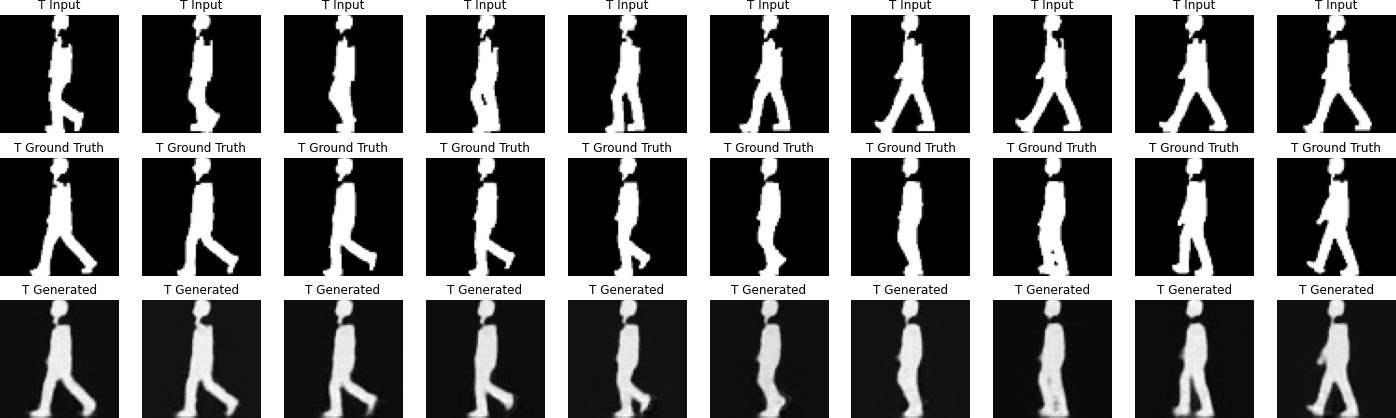 T Input T Input T Input T Input T Input T Input T Input T Input T Input T Input
T Ground Truth T Ground Truth T Ground Truth T Ground Truth T Ground Truth T Ground Truth T Ground Truth T Ground Truth T Ground Truth T Ground Truth
T Generated T Generated T Generated T Generated T Generated T Generated T Generated T Generated T Generated T Generated